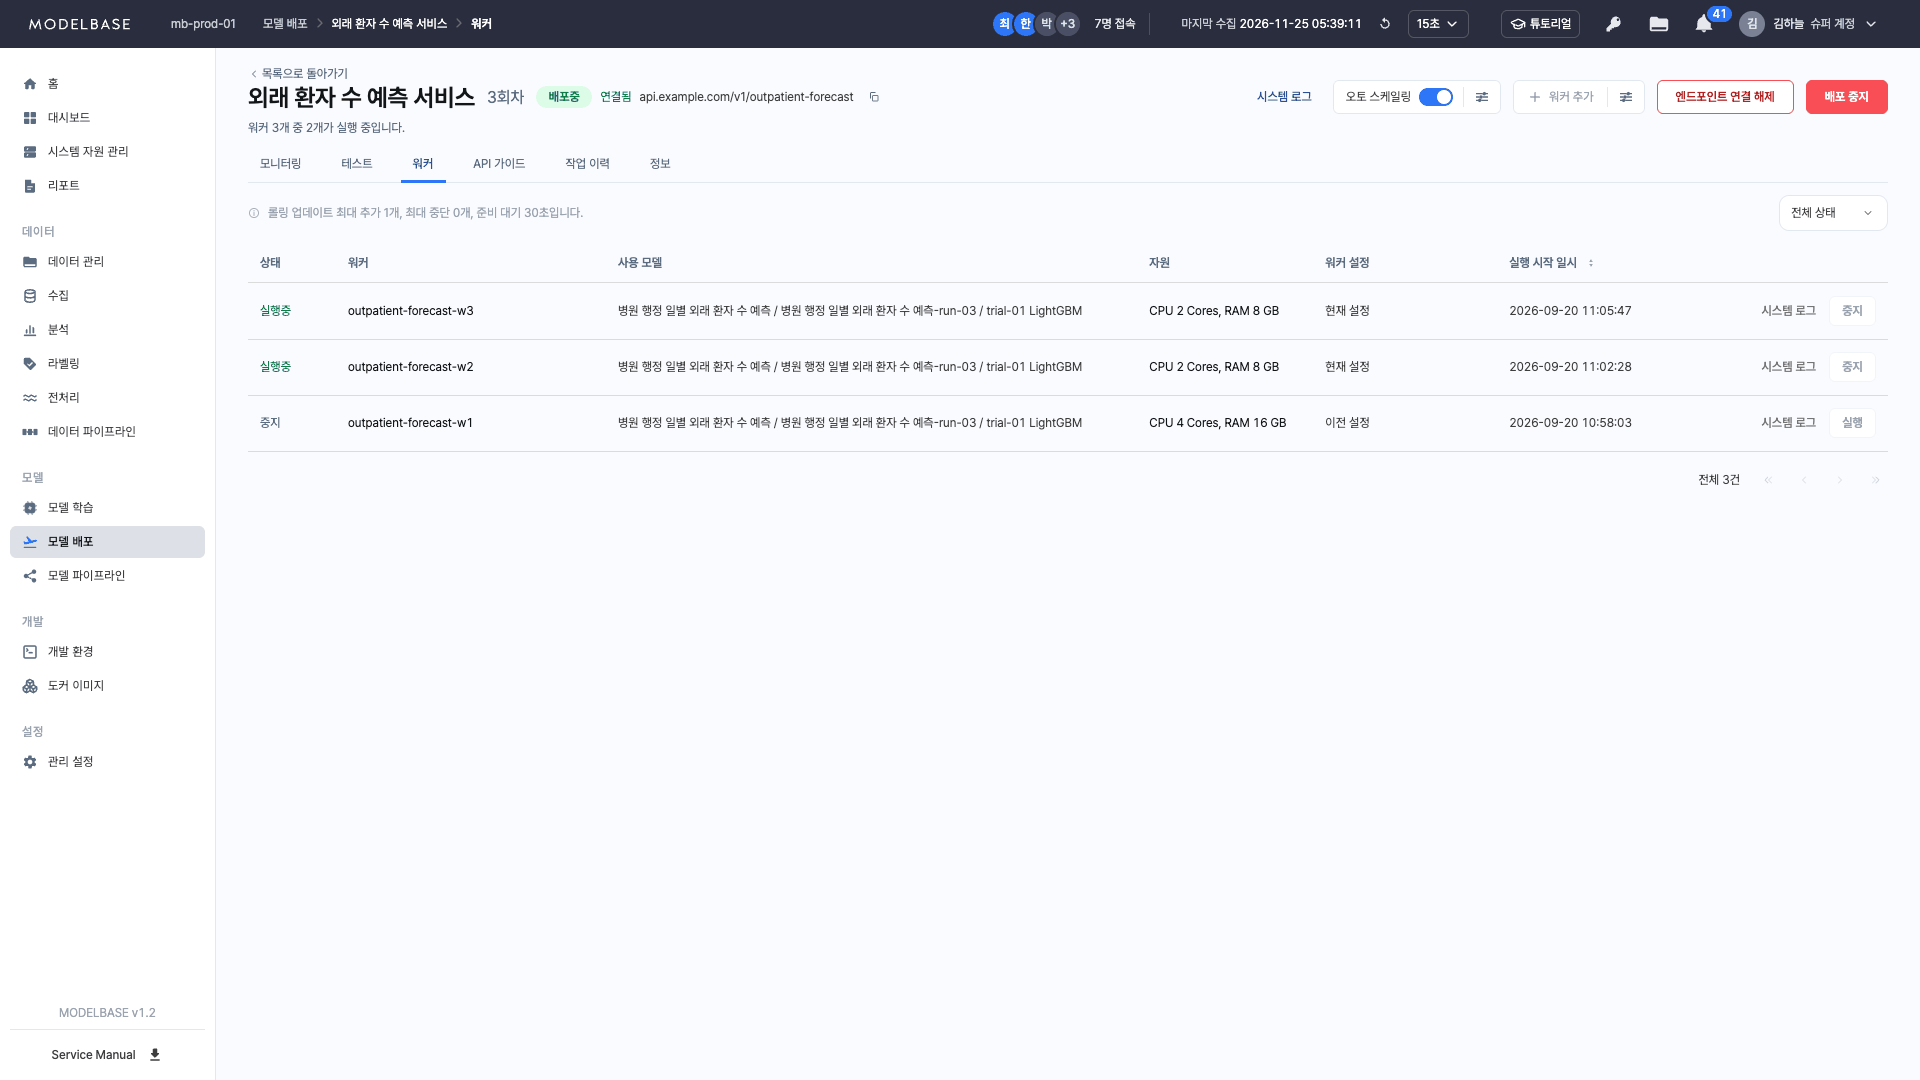 MODELBASE
mb-prod-01
모델 배포 > 외래 환자 수 예측 서비스 > 워커
최 한 박 +3 7명 접속
마지막 수집 2026-11-25 05:39:11
15초
튜토리얼
41
김 김하늘 슈퍼 계정
홈
대시보드
시스템 자원 관리
리포트
데이터
데이터 관리
수집
분석
라벨링
전처리
데이터 파이프라인
모델
모델 학습
모델 배포
모델 파이프라인
개발
개발 환경
도커 이미지
설정
관리 설정
MODELBASE v1.2
Service Manual
목록으로 돌아가기
외래 환자 수 예측 서비스 3회차 배포중 연결됨 api.example.com/v1/outpatient-forecast
워커 3개 중 2개가 실행 중입니다.
시스템 로그 오토 스케일링 워커 추가 엔드포인트 연결 해제 배포 중지
모니터링 테스트 워커 API 가이드 작업 이력 정보
롤링 업데이트 최대 추가 1개, 최대 중단 0개, 준비 대기 30초입니다.
전체 상태
상태 워커 사용 모델 자원 워커 설정 실행 시작 일시
실행중 outpatient-forecast-w3 병원 행정 일별 외래 환자 수 예측 / 병원 행정 일별 외래 환자 수 예측-run-03 / trial-01 LightGBM CPU 2 Cores, RAM 8 GB 현재 설정 2026-09-20 11:05:47 시스템 로그 중지
실행중 outpatient-forecast-w2 병원 행정 일별 외래 환자 수 예측 / 병원 행정 일별 외래 환자 수 예측-run-03 / trial-01 LightGBM CPU 2 Cores, RAM 8 GB 현재 설정 2026-09-20 11:02:28 시스템 로그 중지
중지 outpatient-forecast-w1 병원 행정 일별 외래 환자 수 예측 / 병원 행정 일별 외래 환자 수 예측-run-03 / trial-01 LightGBM CPU 4 Cores, RAM 16 GB 이전 설정 2026-09-20 10:58:03 시스템 로그 실행
전체 3건